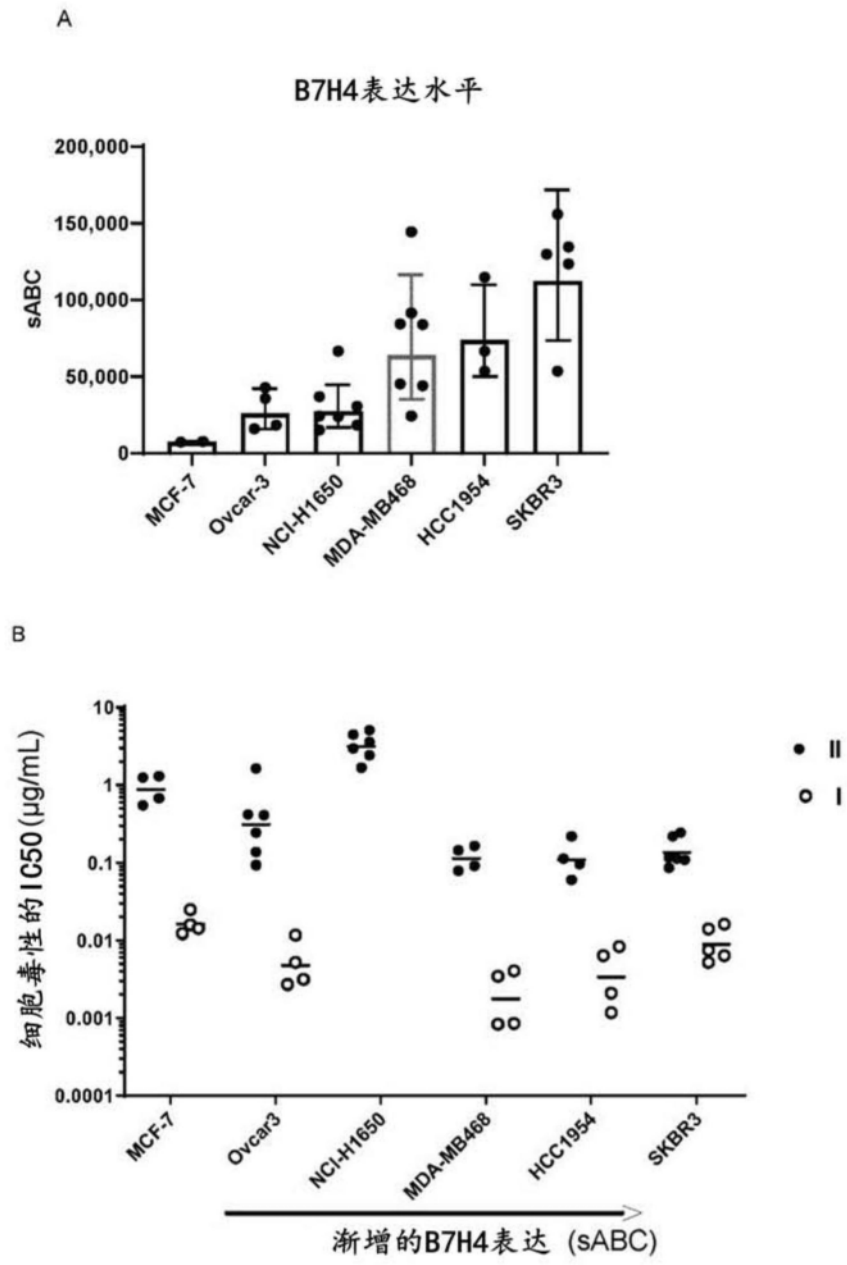 A
B7H4表达水平
200,000
150,000
100,000
50,000
0
sABC
MCF-7
Ovcar-3
NCI-H1650
MDA-MB468
HCC1954
SKBR3
B
细胞毒性的IC50(μg/mL)
10
1
0.1
0.01
0.001
0.0001
II
I
MCF-7
Ovcar3
NCI-H1650
MDA-MB468
HCC1954
SKBR3
渐增的B7H4表达 (sABC)